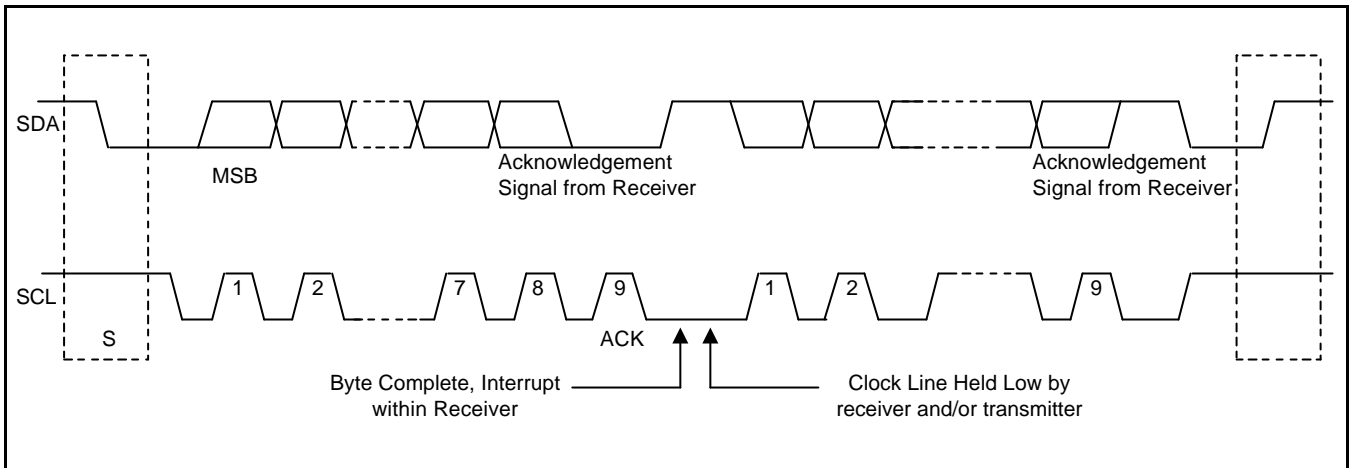 SDA
MSB
Acknowledgement
Signal from Receiver
Acknowledgement
Signal from Receiver
SCL
1
2
7
8
9
1
2
9
S
ACK
Byte Complete, Interrupt
within Receiver
Clock Line Held Low by
receiver and/or transmitter